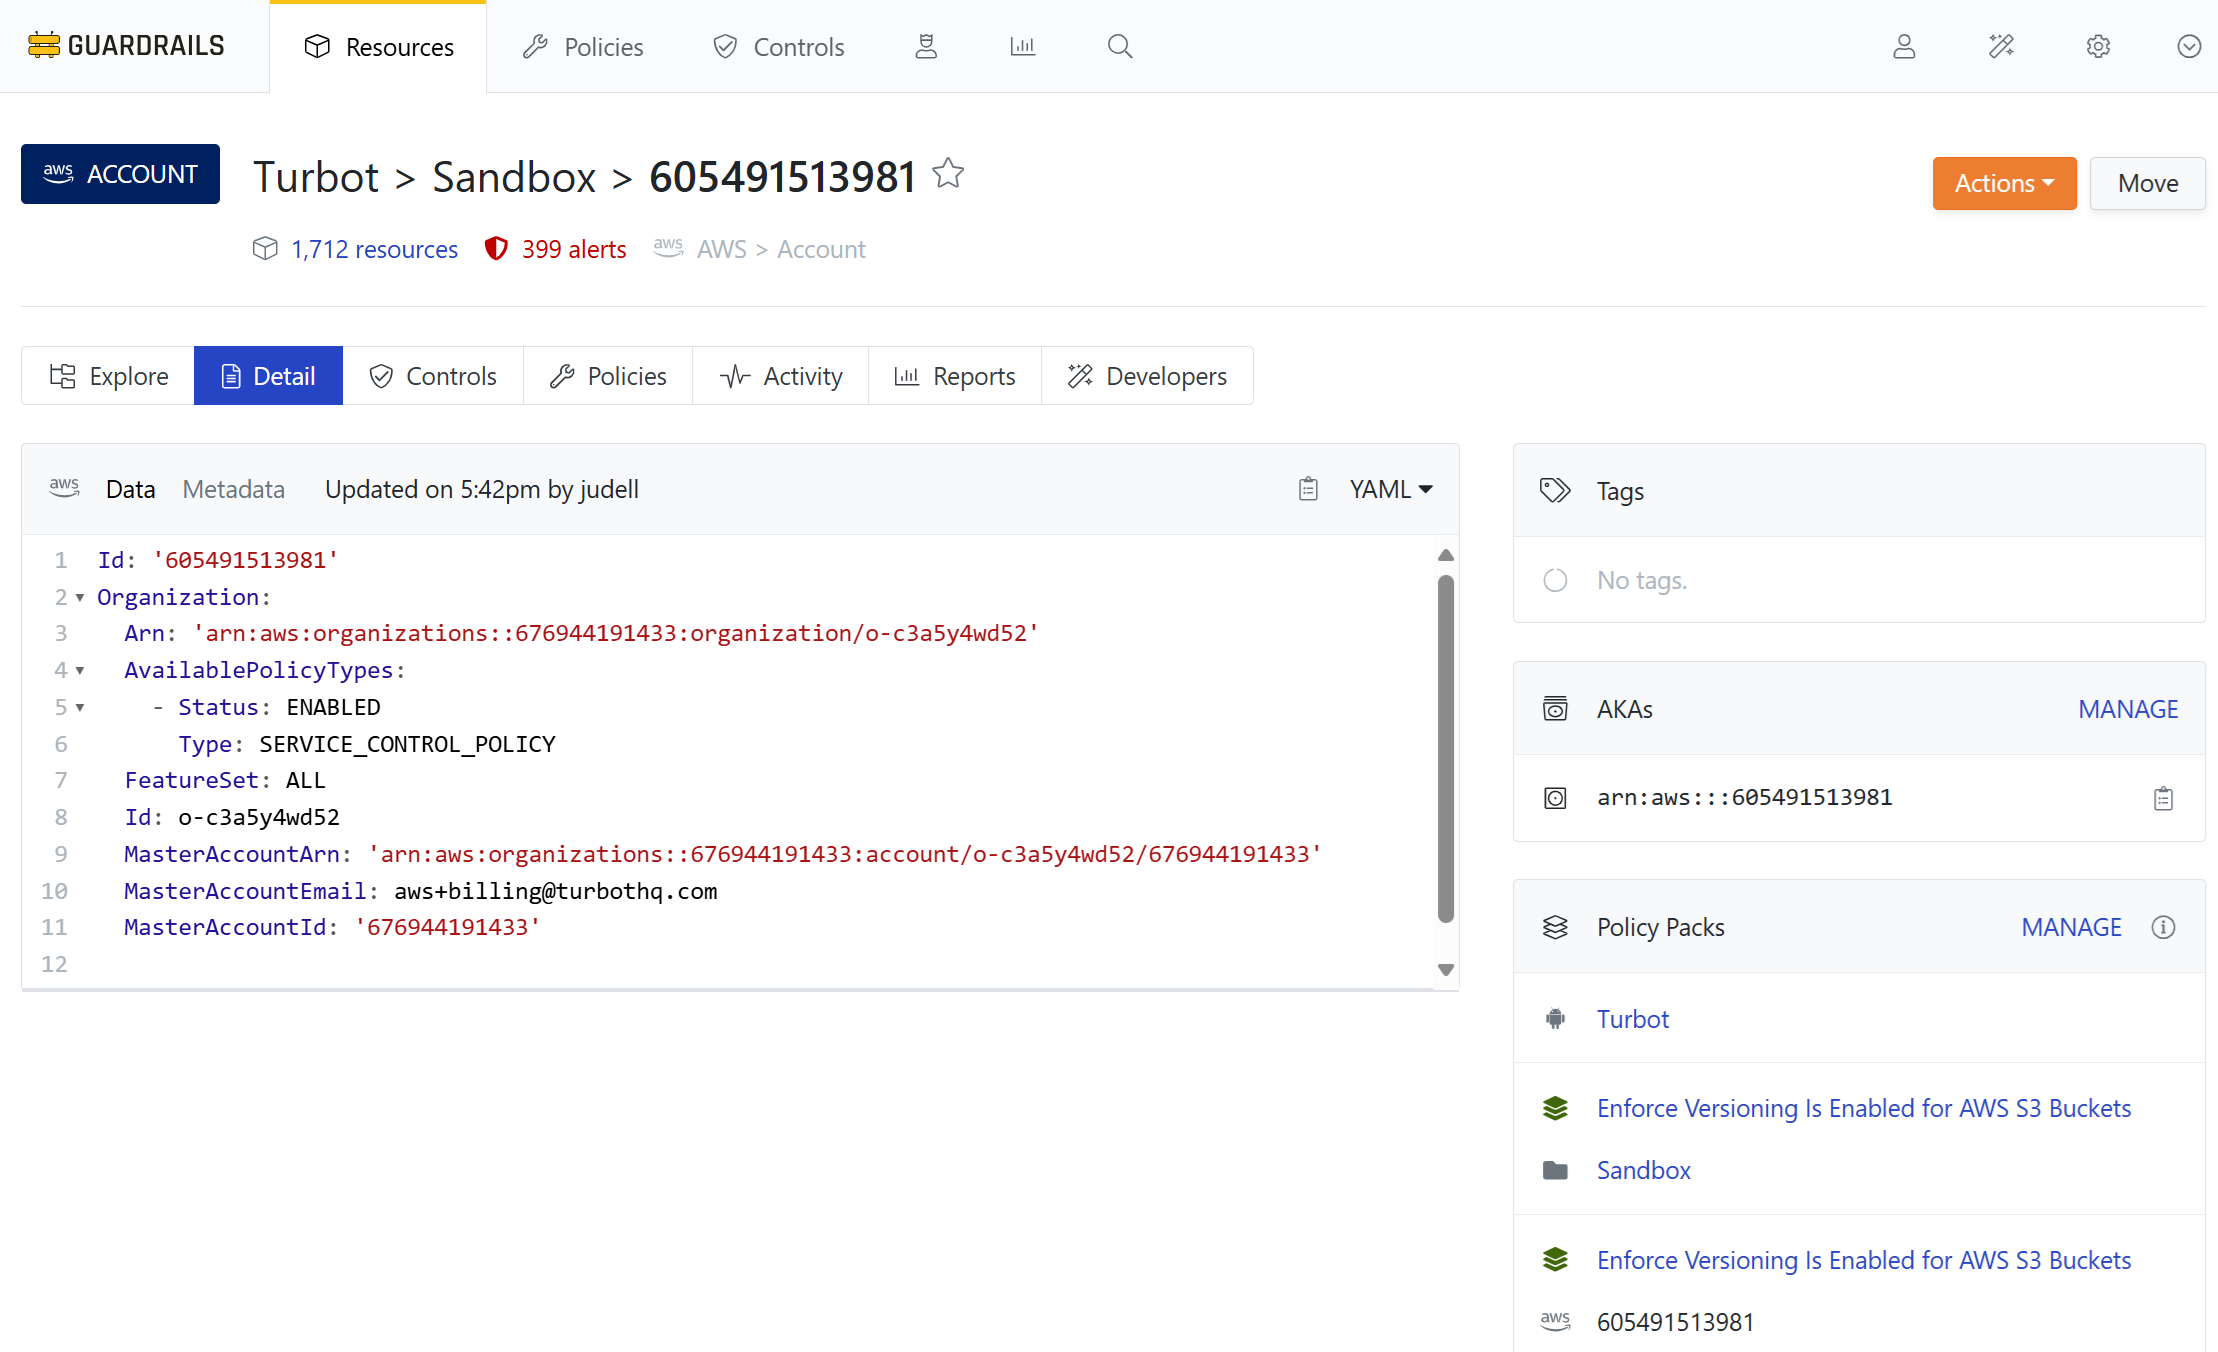 GUARDRAILS
Resources
Policies
Controls
aws ACCOUNT
Turbot > Sandbox > 605491513981
Actions
Move
1,712 resources
399 alerts
aws AWS > Account
Explore
Detail
Controls
Policies
Activity
Reports
Developers
aws Data Metadata Updated on 5:42pm by judell YAML
1 Id: '605491513981'
2 Organization:
3 Arn: 'arn:aws:organizations::676944191433:organization/o-c3a5y4wd52'
4 AvailablePolicyTypes:
5 - Status: ENABLED
6 Type: SERVICE_CONTROL_POLICY
7 FeatureSet: ALL
8 Id: o-c3a5y4wd52
9 MasterAccountArn: 'arn:aws:organizations::676944191433:account/o-c3a5y4wd52/676944191433'
10 MasterAccountEmail: aws+billing@turbothq.com
11 MasterAccountId: '676944191433'
12
Tags
No tags.
AKAs MANAGE
arn:aws:::605491513981
Policy Packs MANAGE
Turbot
Enforce Versioning Is Enabled for AWS S3 Buckets
Sandbox
Enforce Versioning Is Enabled for AWS S3 Buckets
aws 605491513981